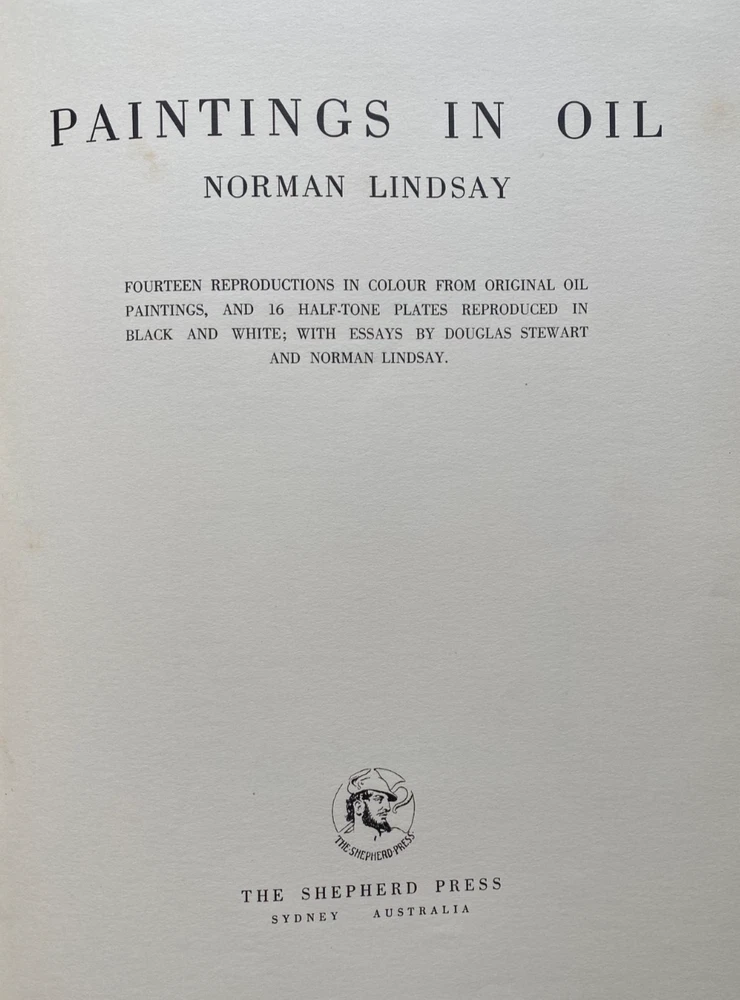 PAINTINGS IN OIL
NORMAN LINDSAY
FOURTEEN REPRODUCTIONS IN COLOUR FROM ORIGINAL OIL
PAINTINGS, AND 16 HALF-TONE PLATES REPRODUCED IN
BLACK AND WHITE; WITH ESSAYS BY DOUGLAS STEWART
AND NORMAN LINDSAY.
THE SHEPHERD PRESS
THE SHEPHERD PRESS
SYDNEY AUSTRALIA